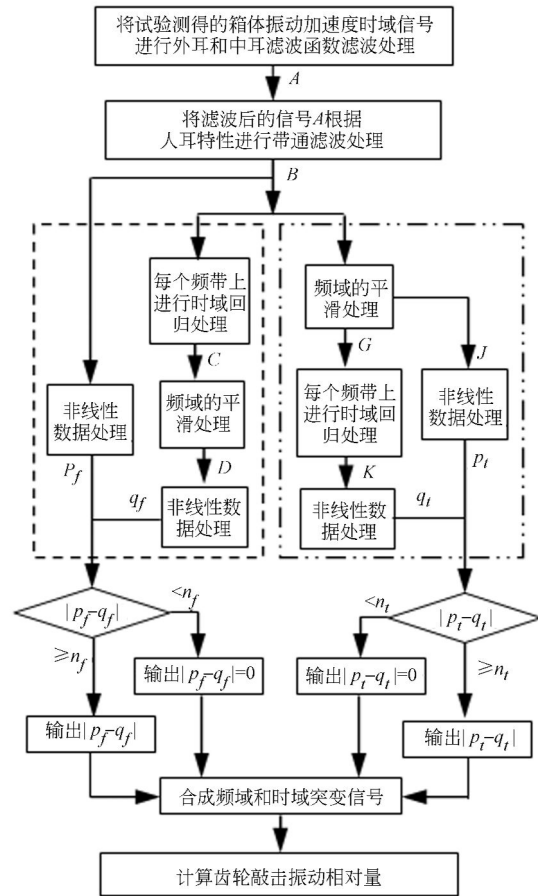 将试验测得的箱体振动加速度时域信号
进行外耳和中耳滤波函数滤波处理
A
将滤波后的信号A根据
人耳特性进行带通滤波处理
B
每个频带上
进行时域回
归处理
频域的平
滑处理
C
G
J
非线性
数据处理
频域的平
滑处理
每个频带上
进行时域回
归处理
非线性
数据处理
P_f
D
K
p_t
q_f
非线性数
据处理
非线性数
据处理
q_t
|p_f–q_f|
<n_f
<n_t
|p_t–q_t|
≥n_f
输出|p_f–q_f|=0
输出|p_t–q_t|=0
≥n_t
输出|p_f–q_f|
输出|p_t–q_t|
合成频域和时域突变信号
计算齿轮敲击振动相对量